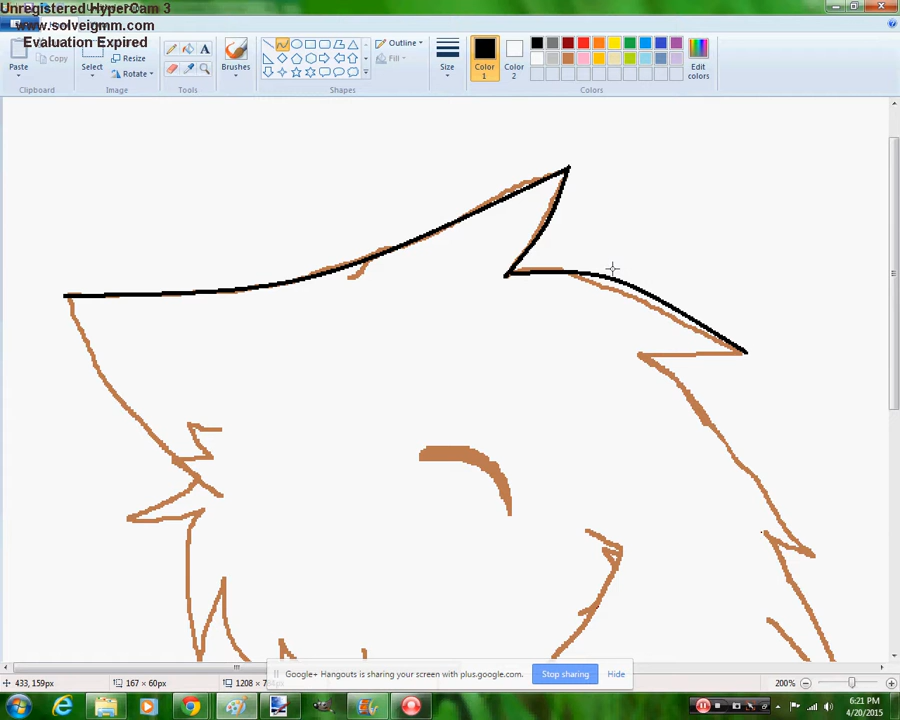 Unregistered HyperCam 3
www.solveigmm.com
Evaluation Expired
Paste
Copy
Select
Resize
Rotate
A
Brushes
Outline
Fill
Size
Color
1
Color
2
Edit
colors
Clipboard
Image
Tools
Shapes
Colors
Google+ Hangouts is sharing your screen with plus.google.com.
Stop sharing
Hide
433, 159px
167 × 60px
200%
6:21 PM
4/20/2015